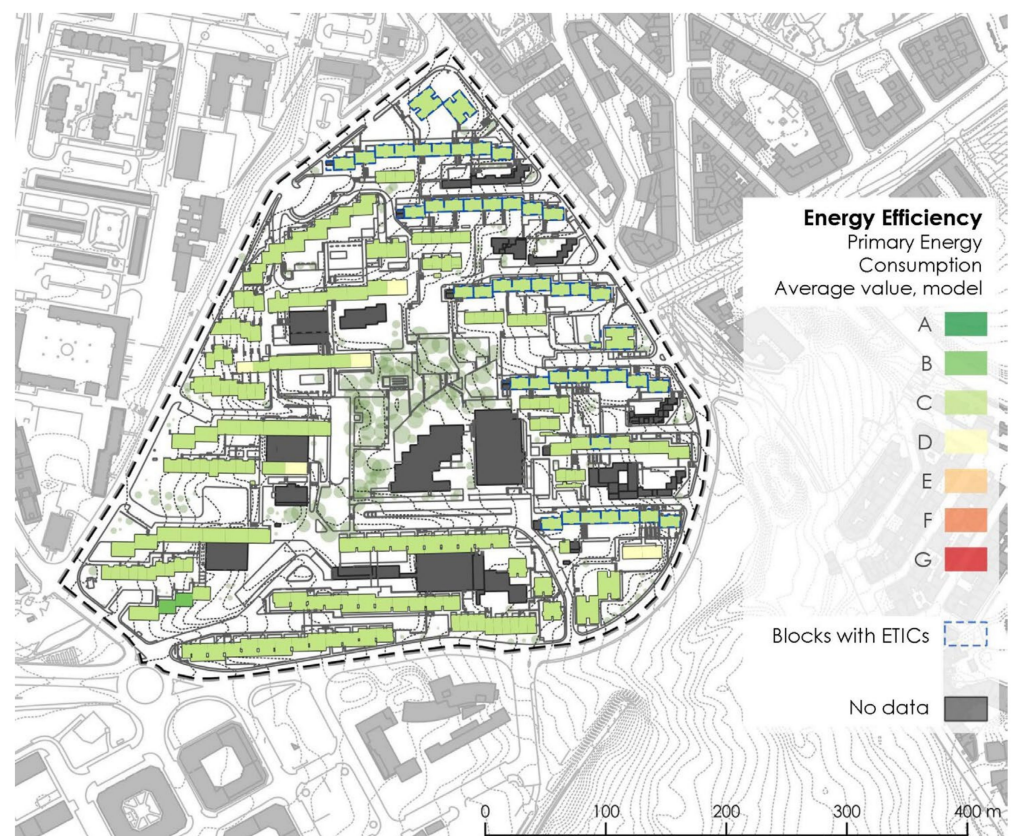 Energy Efficiency
Primary Energy
Consumption
Average value, model
A
B
C
D
E
F
G
Blocks with ETICs
No data
0 100 200 300 400 m